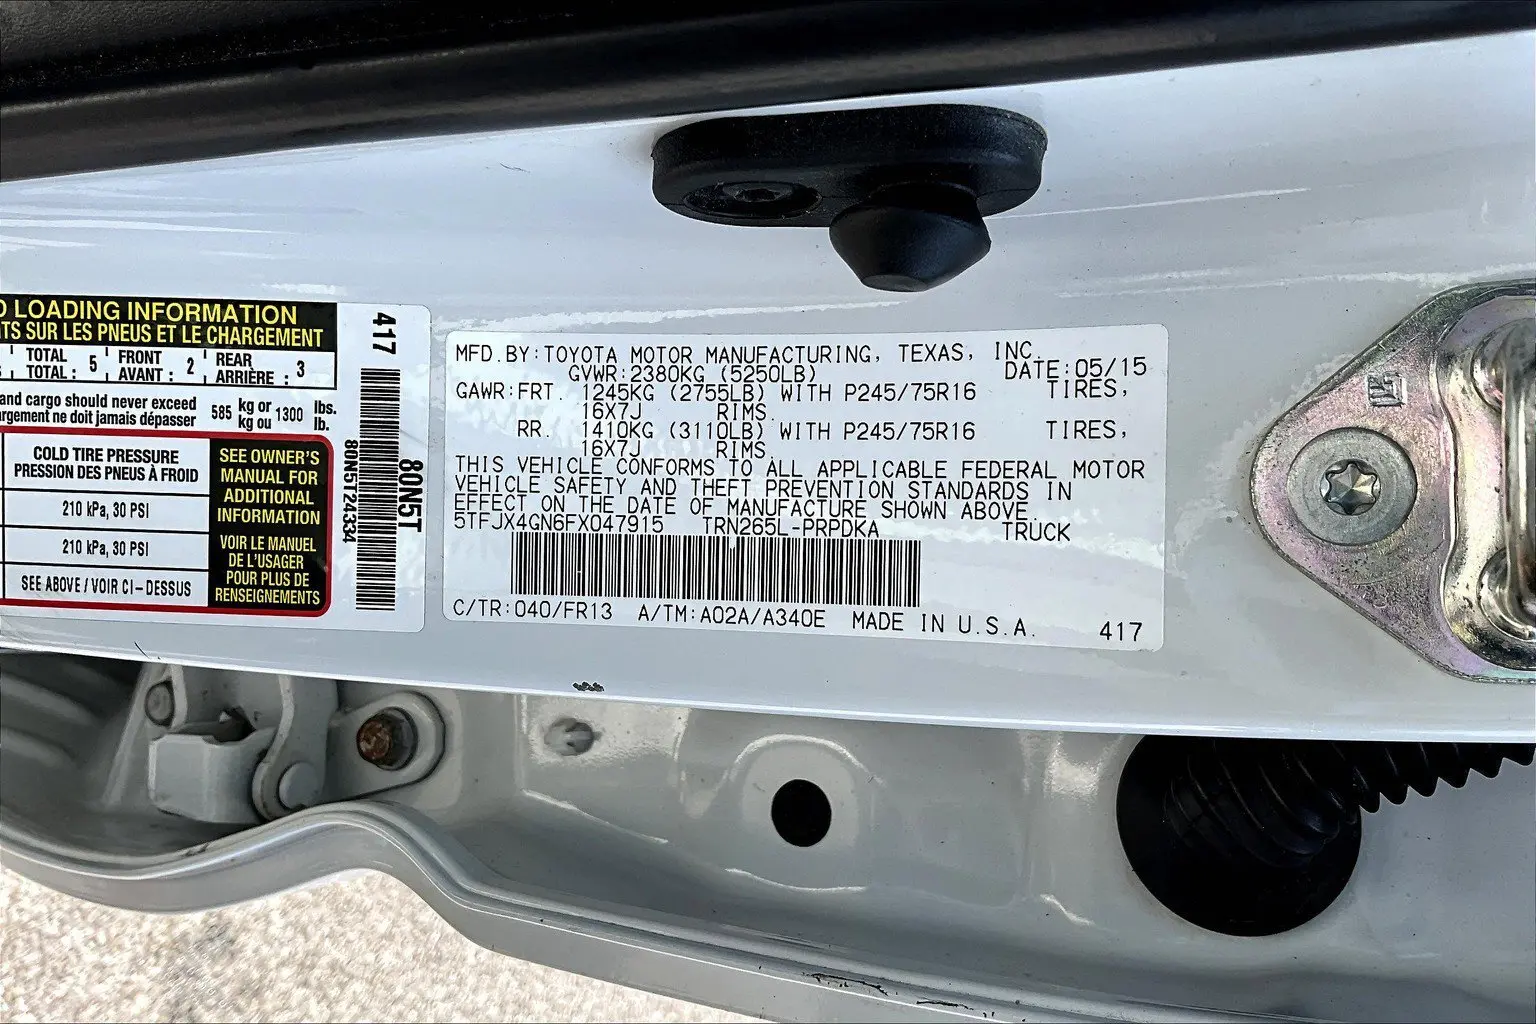 D LOADING INFORMATION
NTS SUR LES PNEUS ET LE CHARGEMENT
TOTAL 5 FRONT 2 REAR 3
TOTAL : AVANT : ARRIÈRE :
and cargo should never exceed 585 kg or 1300 lbs.
rgement ne doit jamais dépasser kg ou lb.
COLD TIRE PRESSURE
PRESSION DES PNEUS À FROID
210 kPa, 30 PSI
210 kPa, 30 PSI
SEE ABOVE / VOIR CI-DESSUS
SEE OWNER'S
MANUAL FOR
ADDITIONAL
INFORMATION
VOIR LE MANUEL
DE L'USAGER
POUR PLUS DE
RENSEIGNEMENTS
417
80N5T24334
80N5T
MFD. BY: TOYOTA MOTOR MANUFACTURING, TEXAS, INC.
GVWR: 2380KG (5250LB) DATE: 05/15
GAWR: FRT. 1245KG (2755LB) WITH P245/75R16 TIRES,
16X7J RIMS
RR. 1410KG (3110LB) WITH P245/75R16 TIRES,
16X7J RIMS
THIS VEHICLE CONFORMS TO ALL APPLICABLE FEDERAL MOTOR
VEHICLE SAFETY AND THEFT PREVENTION STANDARDS IN
EFFECT ON THE DATE OF MANUFACTURE SHOWN ABOVE
5TFJX4GN6FX047915 TRN265L-PRPDKA TRUCK
C/TR: 040/FR13 A/TM: A02A/A340E MADE IN U.S.A. 417